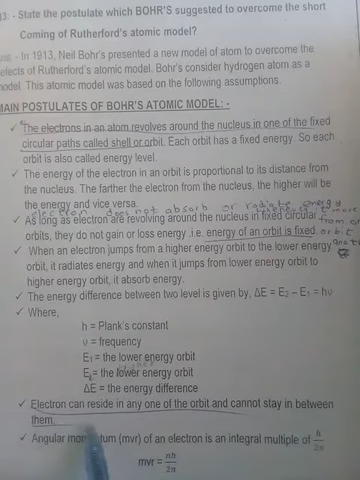 3: - State the postulate which BOHR'S suggested to overcome the short
Coming of Rutherford's atomic model?
- In 1913, Neil Bohr's presented a new model of atom to overcome the
efects of Rutherford's atomic model. Bohr's consider hydrogen atom as a
model. This atomic model was based on the following assumptions.
MAIN POSTULATES OF BOHR'S ATOMIC MODEL: -
✓ The electrons in an atom revolves around the nucleus in one of the fixed
circular paths called shell or orbit. Each orbit has a fixed energy. So each
orbit is also called energy level.
✓ The energy of the electron in an orbit is proportional to its distance from
the nucleus. The farther the electron from the nucleus, the higher will be
the energy and vice versa.
electron does not absorb or radiate energy
✓ As long as electron are revolving around the nucleus in fixed circular from or
orbits, they do not gain or loss energy .i.e. energy of an orbit is fixed. orbit
✓ When an electron jumps from a higher energy orbit to the lower energy
orbit, it radiates energy and when it jumps from lower energy orbit to
higher energy orbit, it absorb energy.
✓ The energy difference between two level is given by, ΔE = E2 – E1 = hυ
✓ Where,
h = Plank's constant
υ = frequency
E1 = the lower energy orbit
E2 = the lower energy orbit
ΔE = the energy difference
✓ Electron can reside in any one of the orbit and cannot stay in between
them.
✓ Angular momentum (mvr) of an electron is an integral multiple of h/2π
mvr = nh/2π